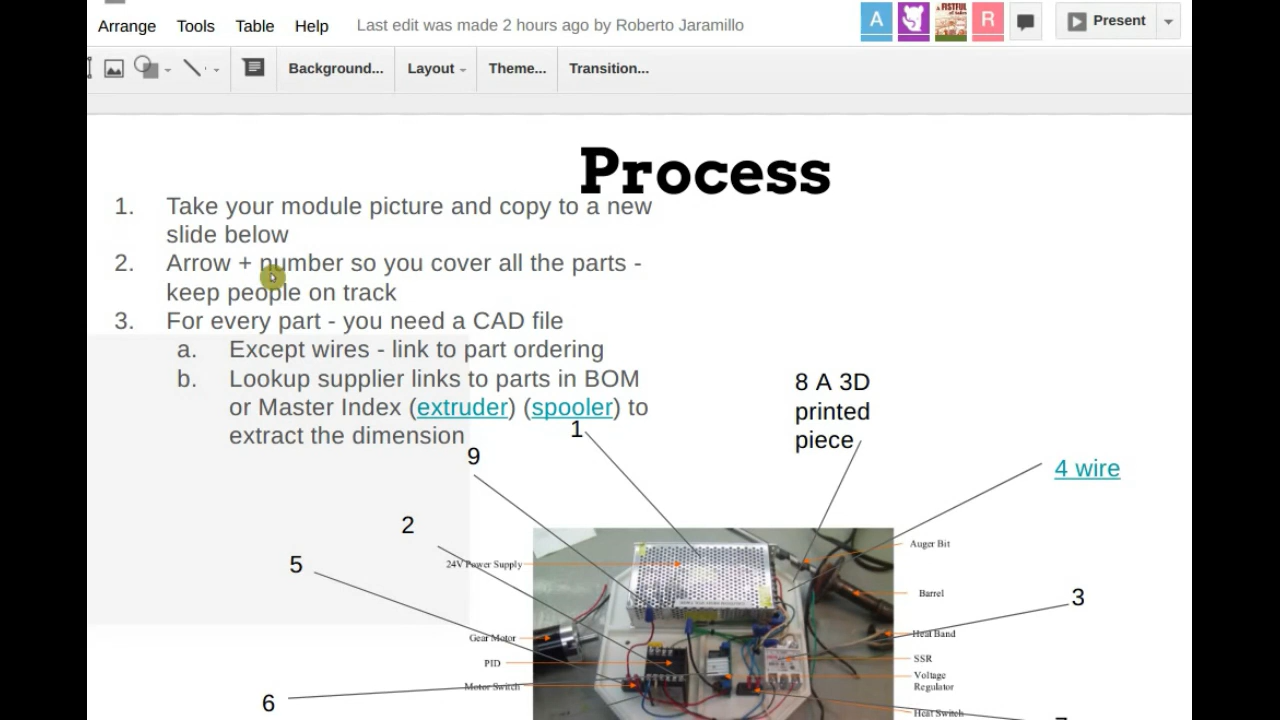 Arrange Tools Table Help Last edit was made 2 hours ago by Roberto Jaramillo
A A FISTFUL R Present
Background... Layout Theme... Transition...
Process
1. Take your module picture and copy to a new
slide below
2. Arrow + number so you cover all the parts -
keep people on track
3. For every part - you need a CAD file
a. Except wires - link to part ordering
b. Lookup supplier links to parts in BOM
or Master Index (extruder) (spooler) to
extract the dimension
8 A 3D
printed
piece
1
9
4 wire
2
5
3
6
24V Power Supply
Gear Motor
PID
Motor Switch
Auger Bit
Barrel
Heat Band
SSR
Voltage
Regulator
Heat Switch